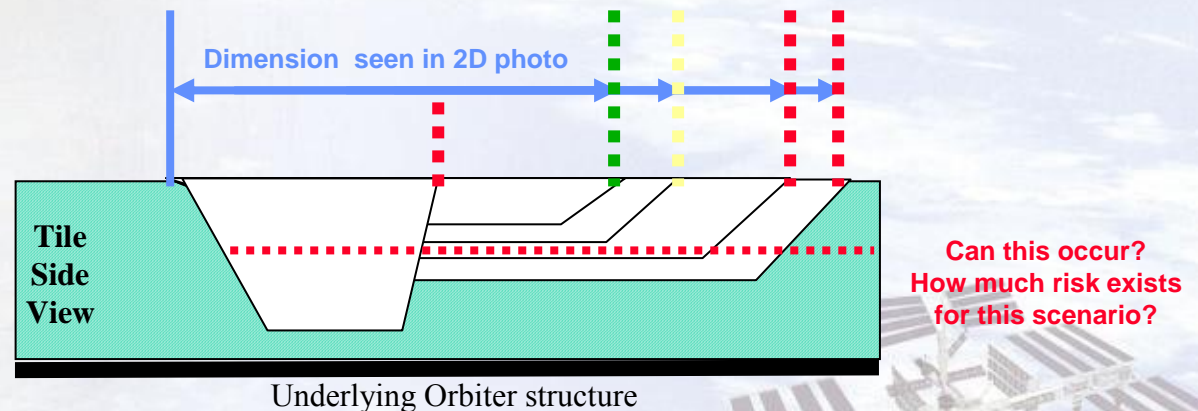 Dimension seen in 2D photo
Tile
Side
View
Can this occur?
How much risk exists
for this scenario?
Underlying Orbiter structure